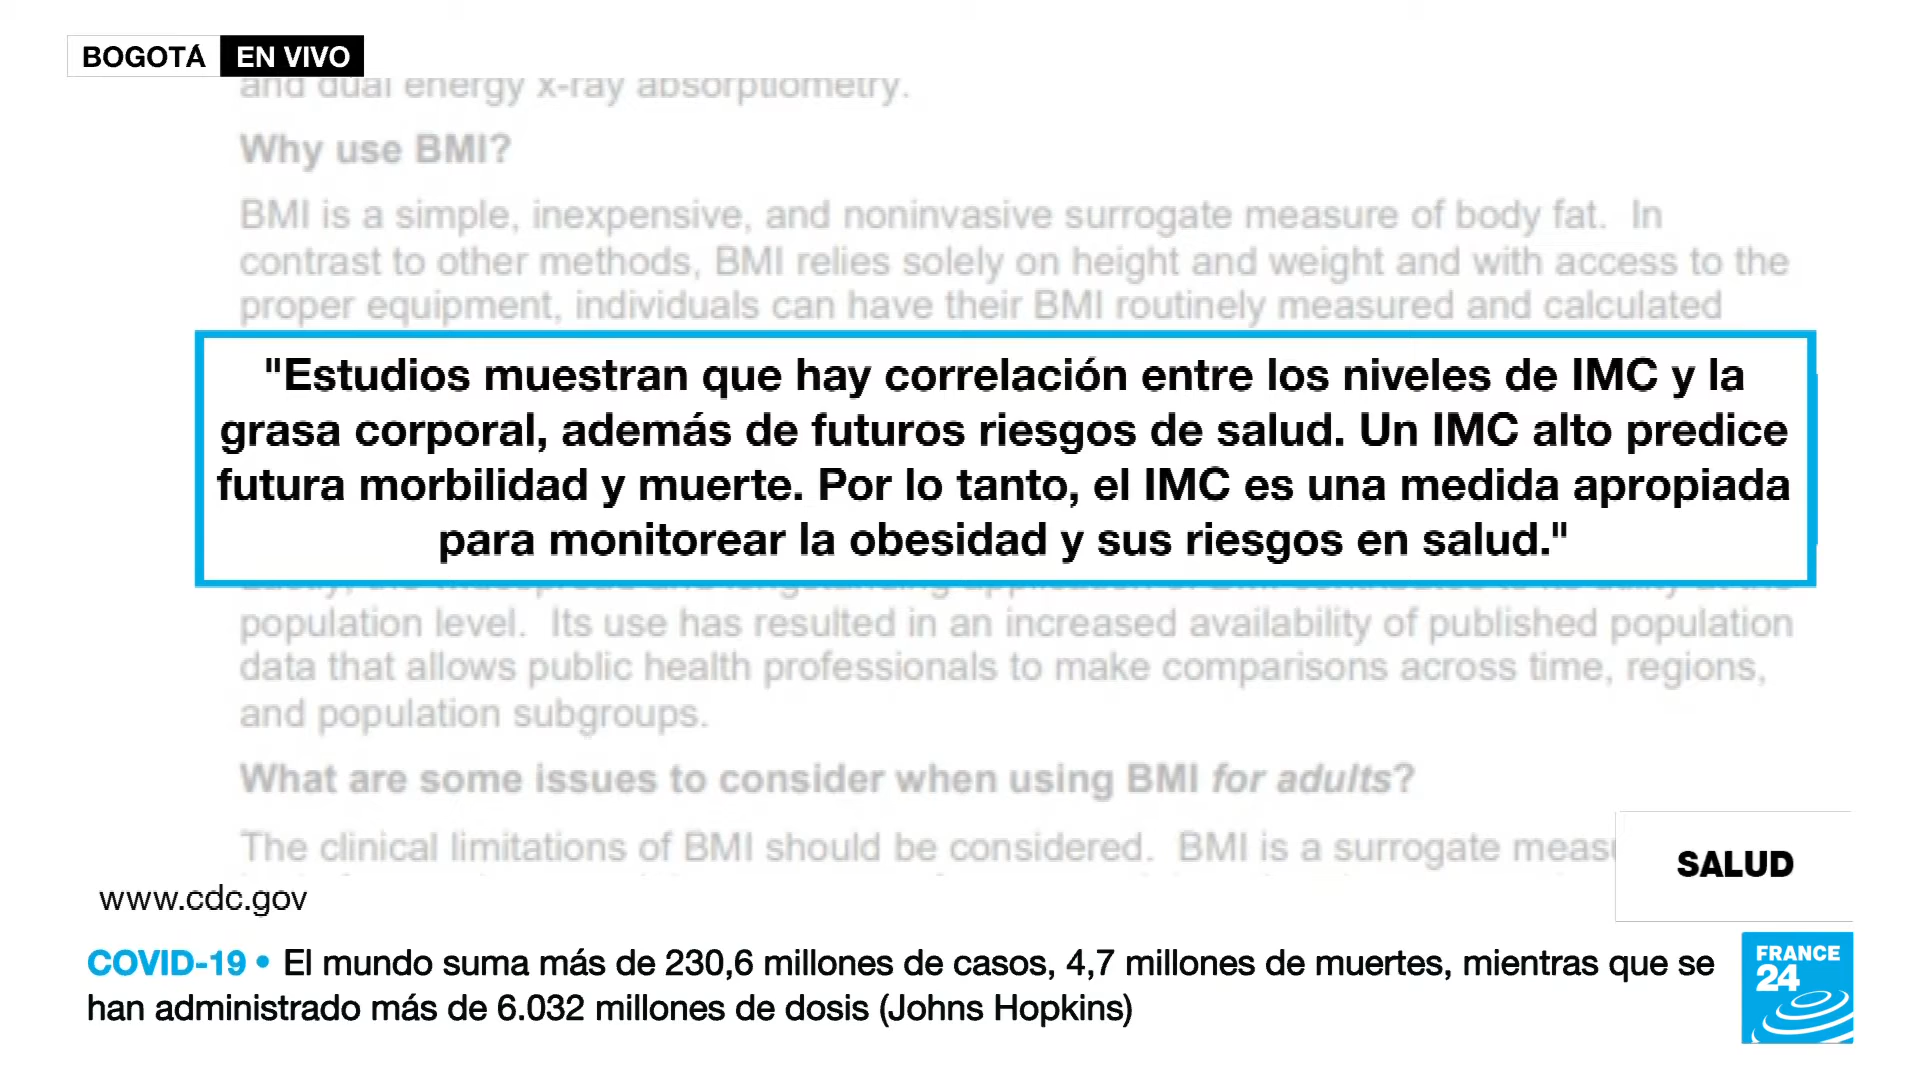 BOGOTÁ EN VIVO
and dual energy x-ray absorptiometry.
Why use BMI?
BMI is a simple, inexpensive, and noninvasive surrogate measure of body fat. In
contrast to other methods, BMI relies solely on height and weight and with access to the
proper equipment, individuals can have their BMI routinely measured and calculated
"Estudios muestran que hay correlación entre los niveles de IMC y la
grasa corporal, además de futuros riesgos de salud. Un IMC alto predice
futura morbilidad y muerte. Por lo tanto, el IMC es una medida apropiada
para monitorear la obesidad y sus riesgos en salud."
population level. Its use has resulted in an increased availability of published population
data that allows public health professionals to make comparisons across time, regions,
and population subgroups.
What are some issues to consider when using BMI for adults?
The clinical limitations of BMI should be considered. BMI is a surrogate
SALUD
www.cdc.gov
COVID-19 • El mundo suma más de 230,6 millones de casos, 4,7 millones de muertes, mientras que se
han administrado más de 6.032 millones de dosis (Johns Hopkins)
FRANCE
24